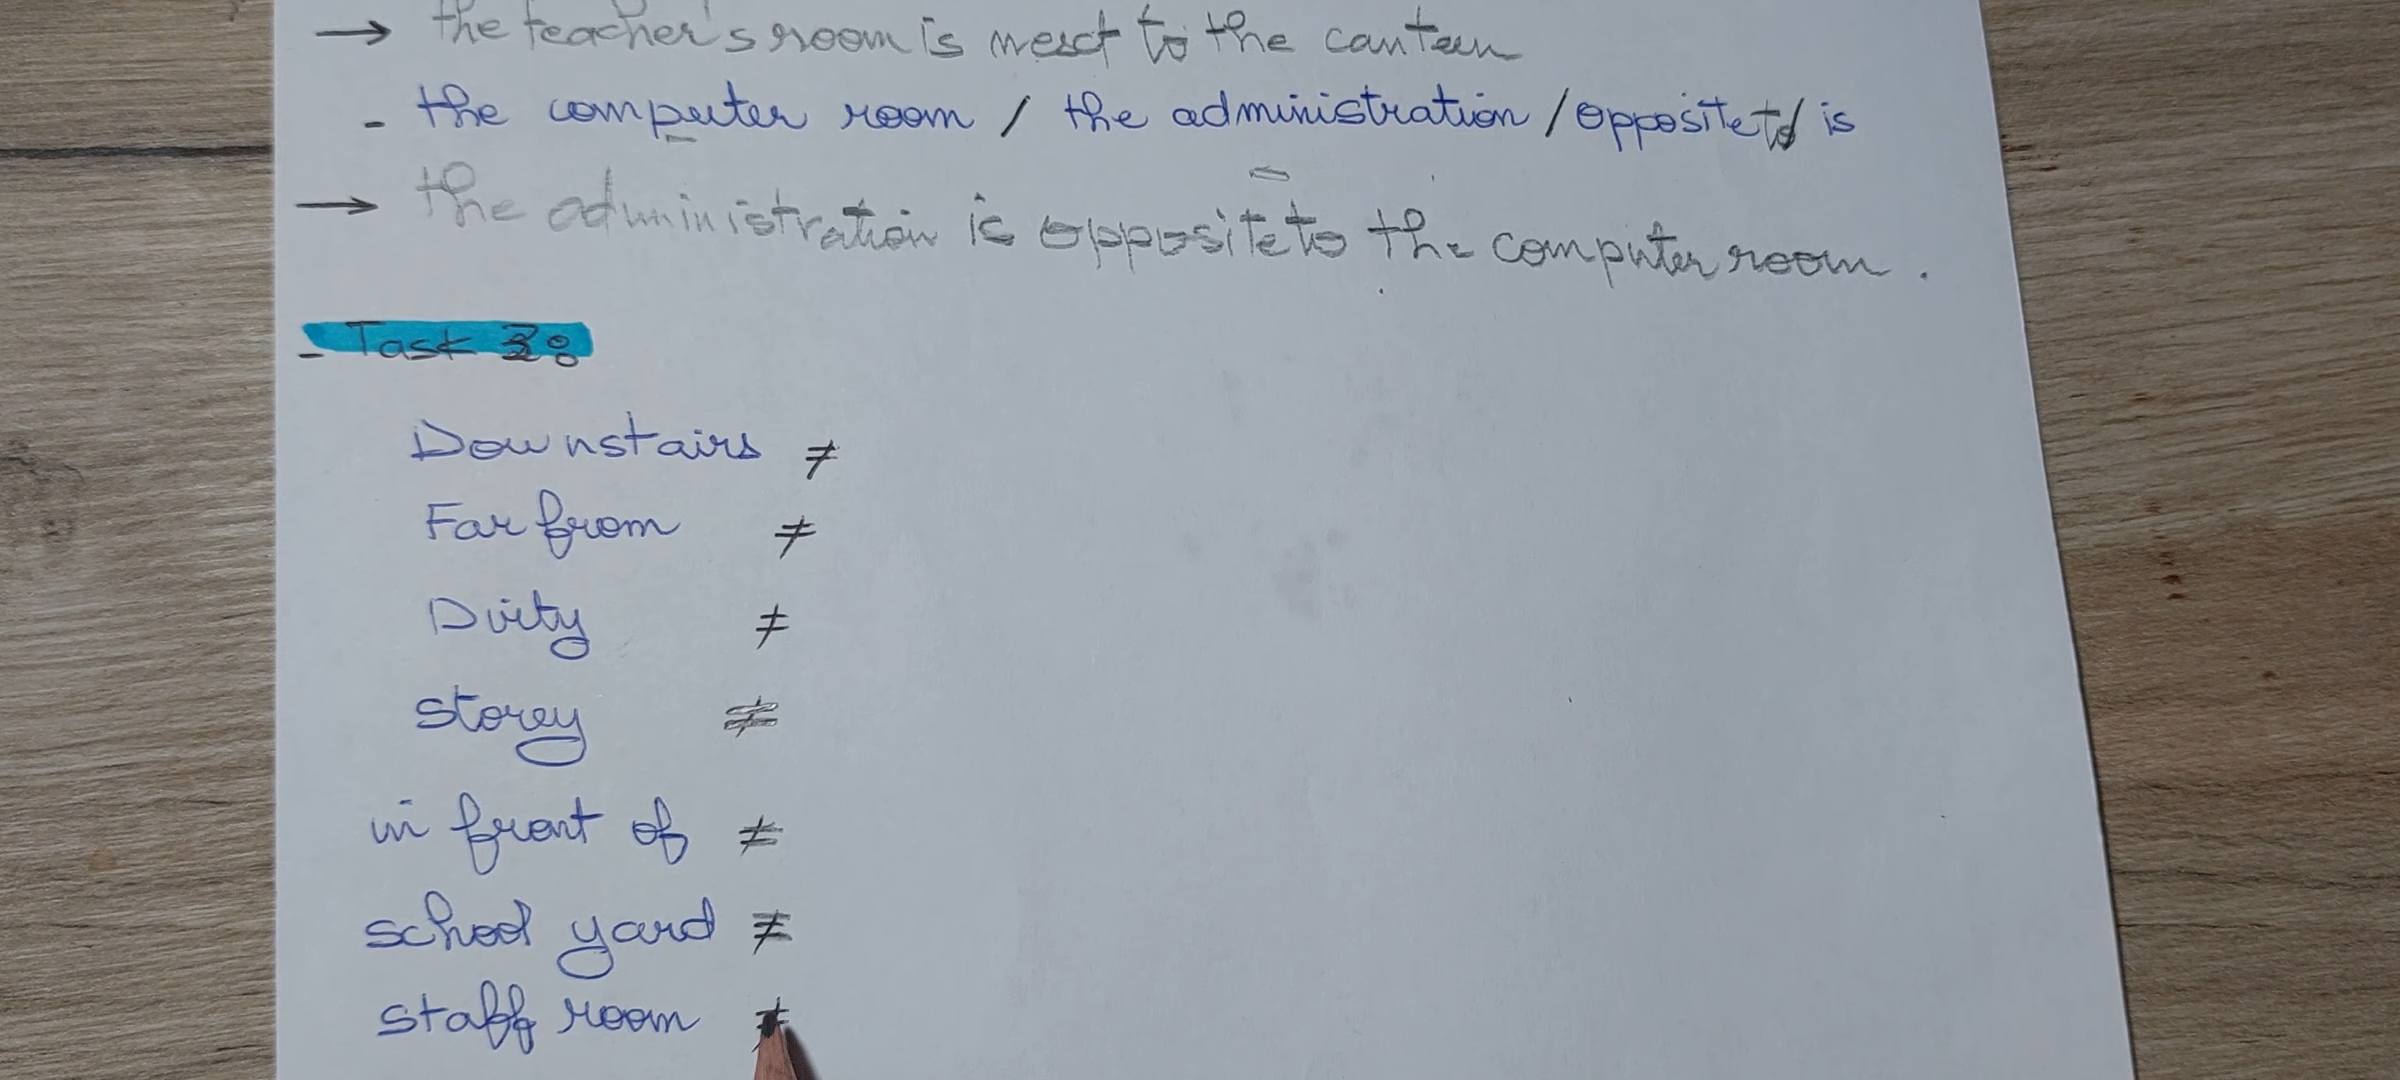 → the teacher's room is next to the canteen
- the computer room / the administration / opposite to / is
→ the administration is opposite to the computer room .
- Task 3:
Downstairs ≠
Far from ≠
Dirty ≠
storey ≠
in front of ≠
school yard ≠
staff room ≠